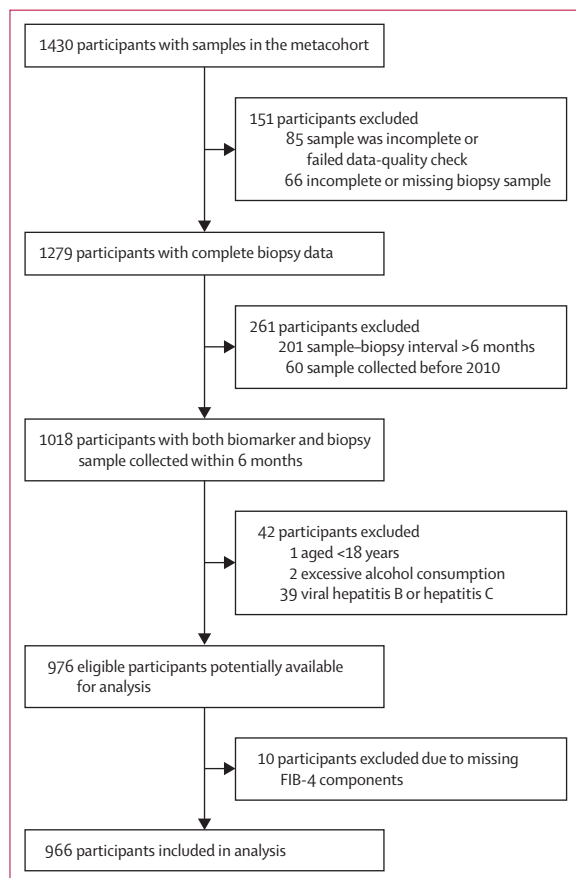 1430 participants with samples in the metacohort
151 participants excluded
85 sample was incomplete or
failed data-quality check
66 incomplete or missing biopsy sample
1279 participants with complete biopsy data
261 participants excluded
201 sample–biopsy interval >6 months
60 sample collected before 2010
1018 participants with both biomarker and biopsy
sample collected within 6 months
42 participants excluded
1 aged <18 years
2 excessive alcohol consumption
39 viral hepatitis B or hepatitis C
976 eligible participants potentially available
for analysis
10 participants excluded due to missing
FIB-4 components
966 participants included in analysis